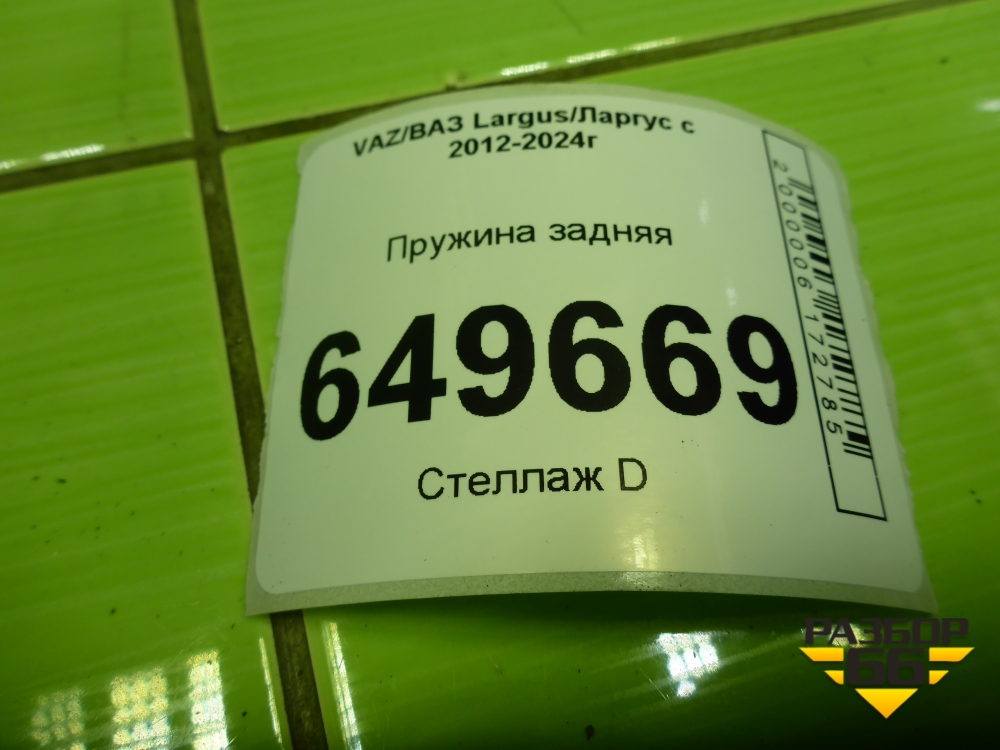 VAZ/ВАЗ Largus/Ларгус с
2012-2024г
Пружина задняя
649669
Стеллаж D
2000006172785
РАЗБОР
66